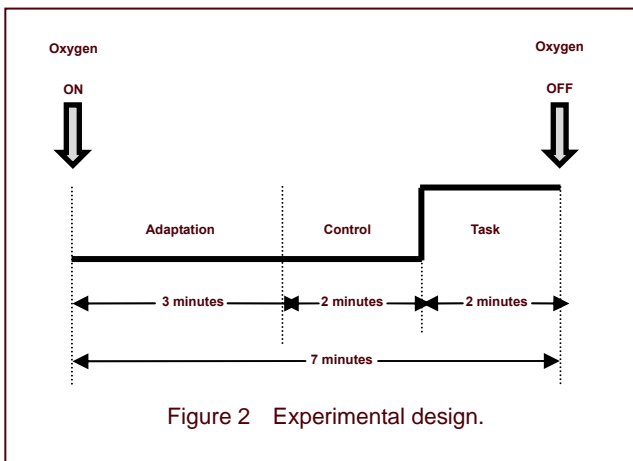 Oxygen
ON
Oxygen
OFF
Adaptation Control Task
3 minutes 2 minutes 2 minutes
7 minutes
Figure 2 Experimental design.